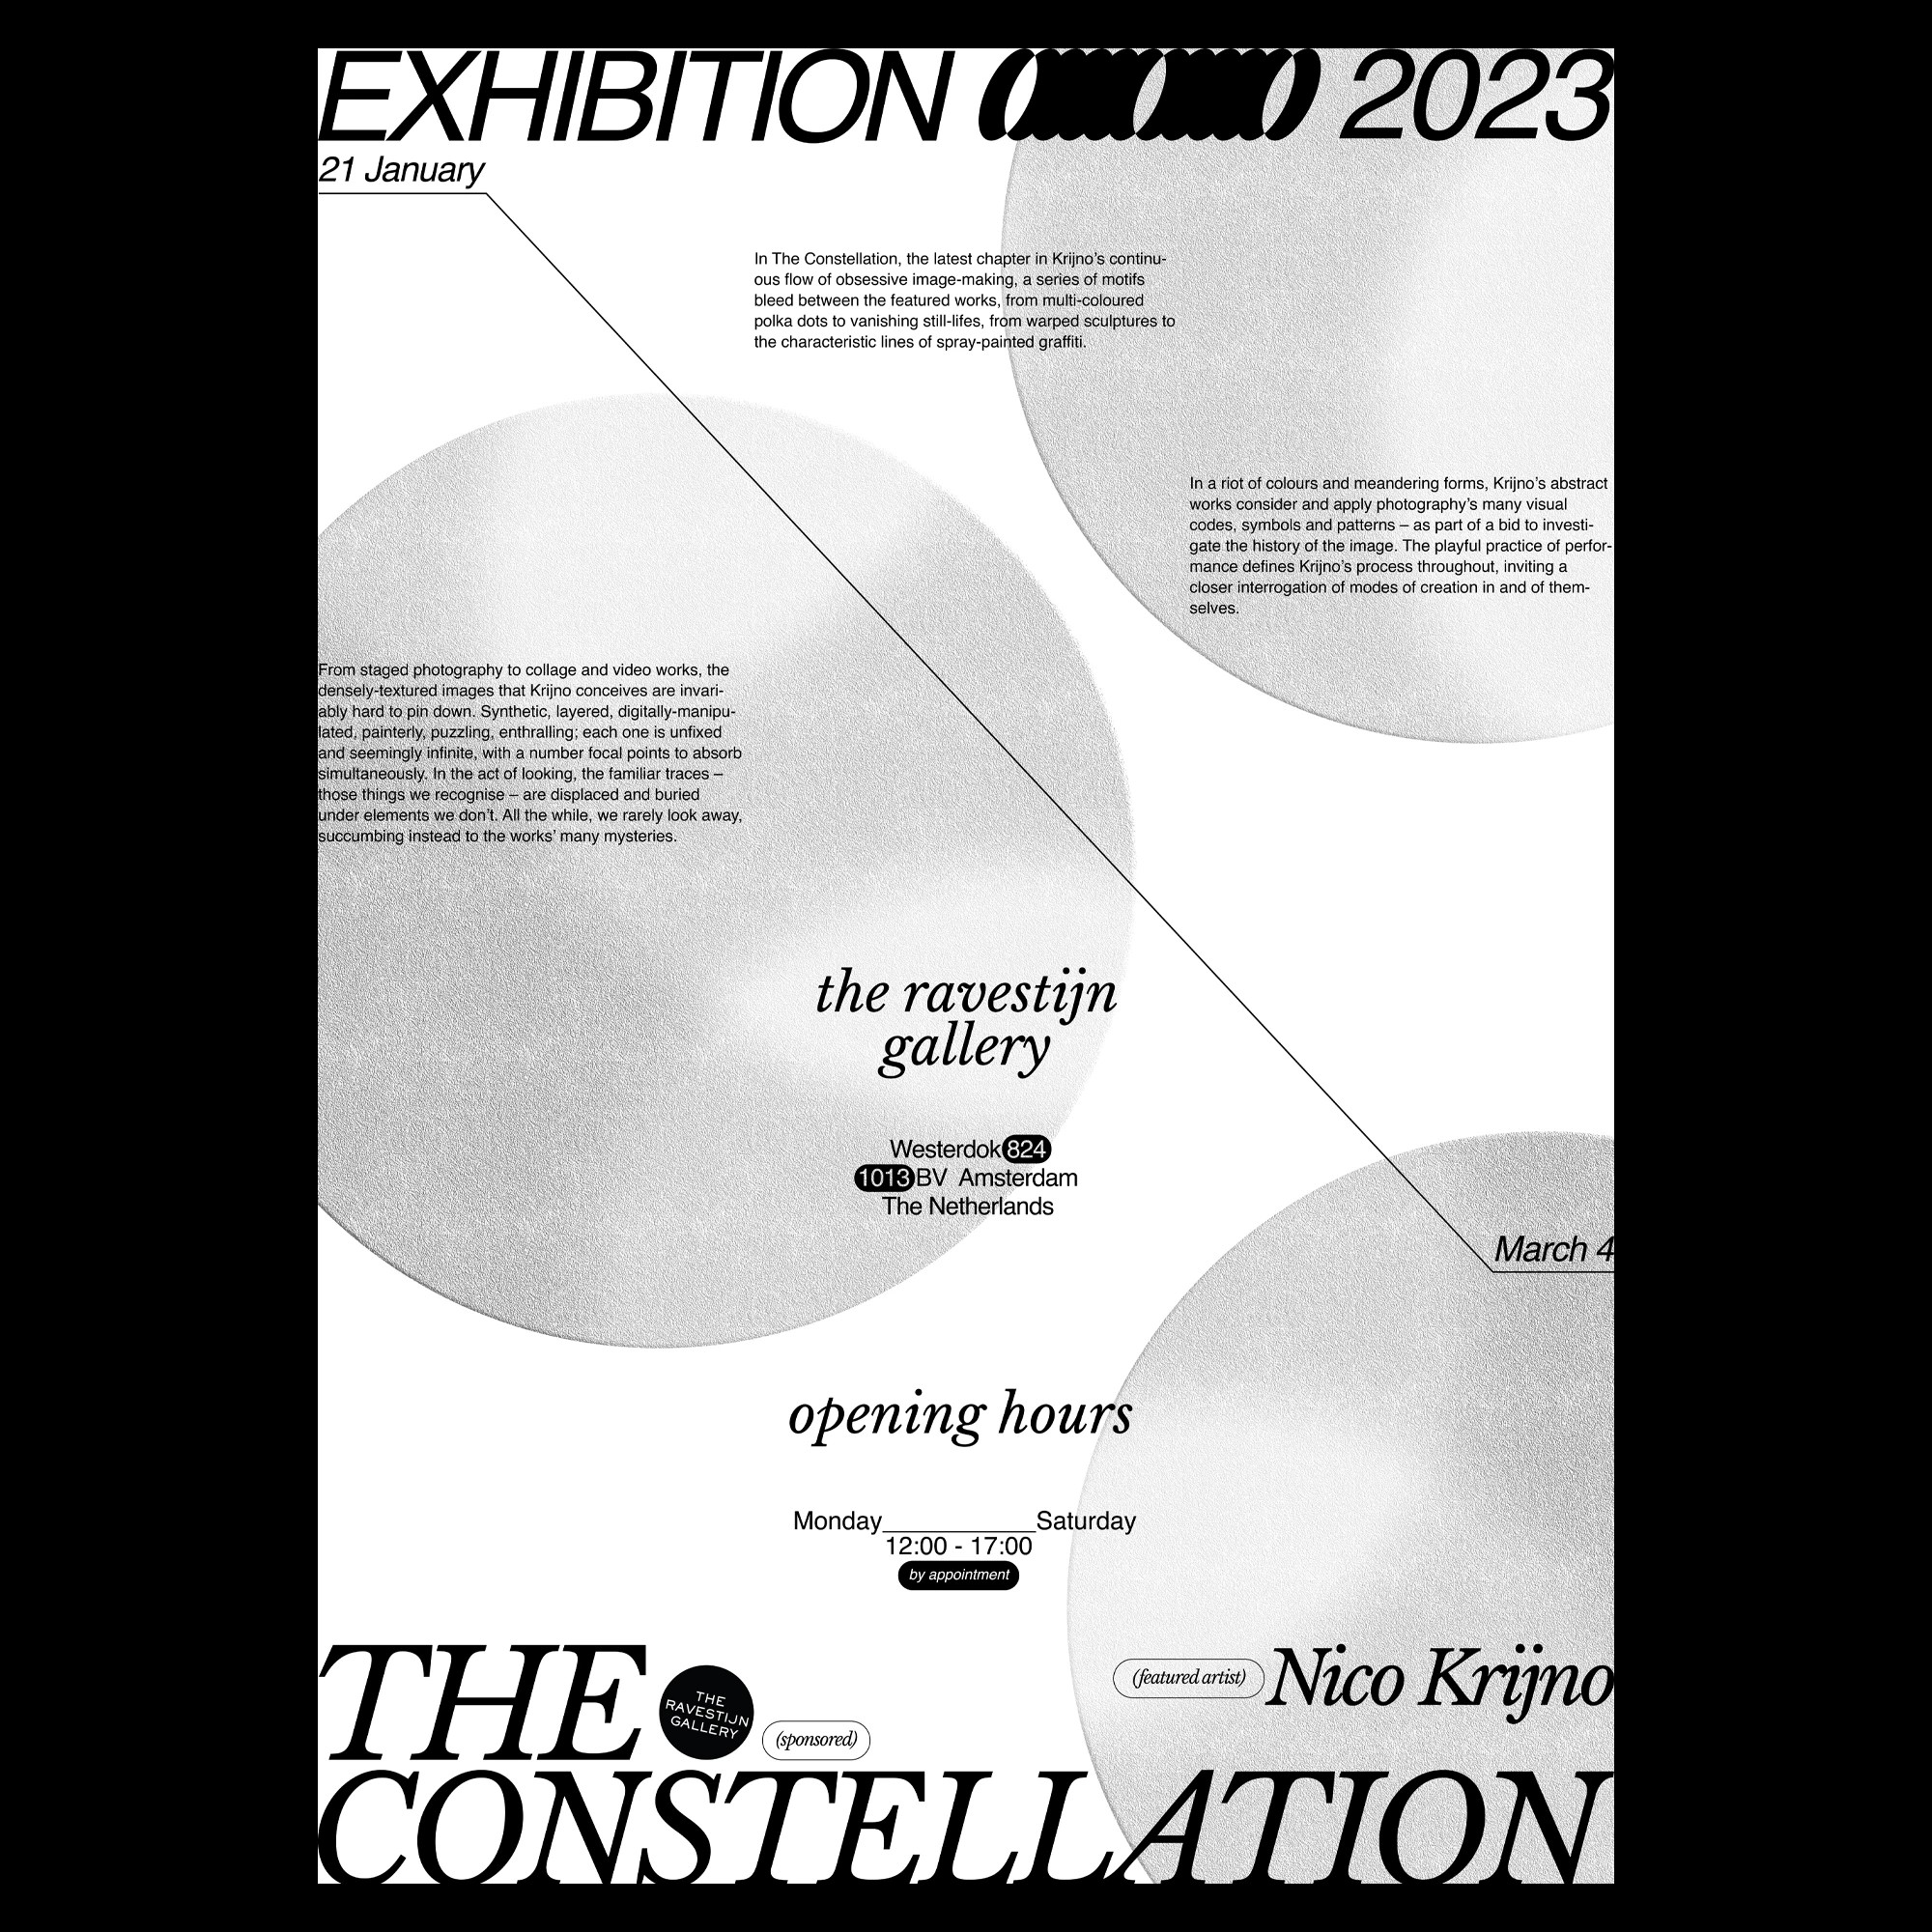 EXHIBITION 2023
21 January
In The Constellation, the latest chapter in Krijno’s continu-
ous flow of obsessive image-making, a series of motifs
bleed between the featured works, from multi-coloured
polka dots to vanishing still-lifes, from warped sculptures to
the characteristic lines of spray-painted graffiti.
In a riot of colours and meandering forms, Krijno’s abstract
works consider and apply photography’s many visual
codes, symbols and patterns – as part of a bid to investi-
gate the history of the image. The playful practice of perfor-
mance defines Krijno’s process throughout, inviting a
closer interrogation of modes of creation in and of them-
selves.
From staged photography to collage and video works, the
densely-textured images that Krijno conceives are invari-
ably hard to pin down. Synthetic, layered, digitally-manipu-
lated, painterly, puzzling, enthralling; each one is unfixed
and seemingly infinite, with a number focal points to absorb
simultaneously. In the act of looking, the familiar traces –
those things we recognise – are displaced and buried
under elements we don’t. All the while, we rarely look away,
succumbing instead to the works’ many mysteries.
the ravestijn
gallery
Westerdok 824
1013 BV Amsterdam
The Netherlands
March 4
opening hours
Monday___________Saturday
12:00 - 17:00
by appointment
(featured artist) Nico Krijno
THE
THE
RAVESTIJN
GALLERY
(sponsored)
CONSTELLATION